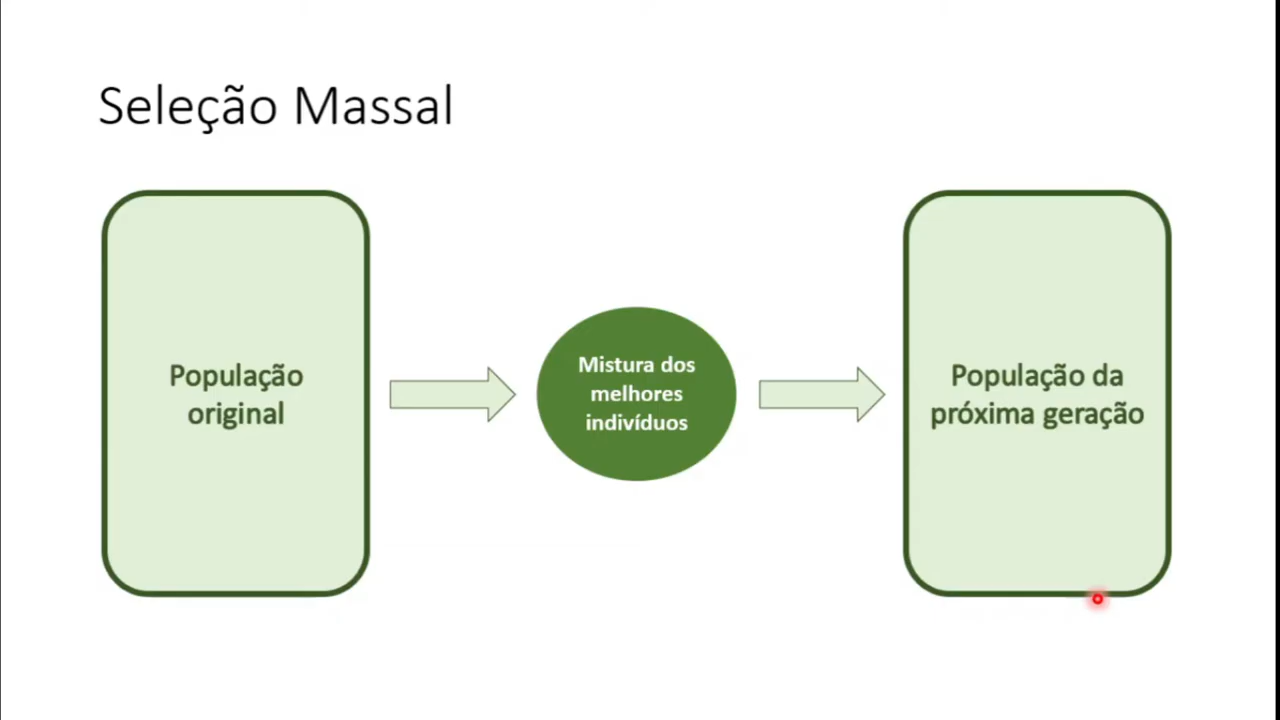 Seleção Massal
População
original
Mistura dos
melhores
indivíduos
População da
próxima geração